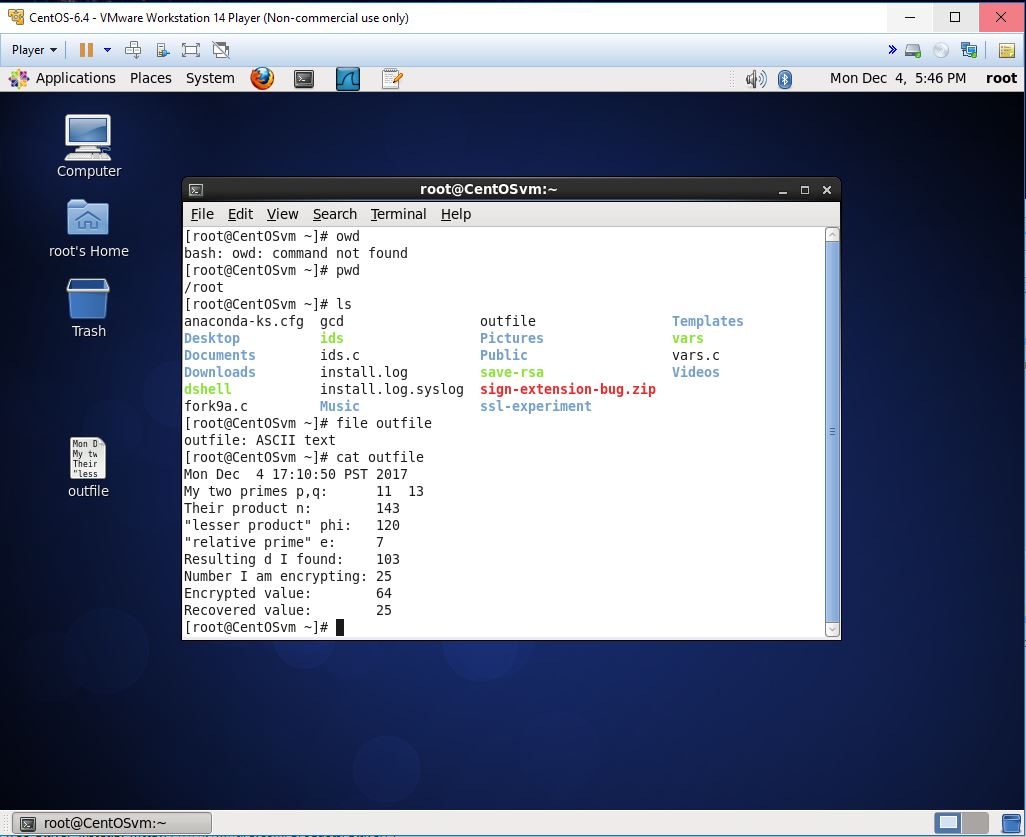 CentOS-6.4 - VMware Workstation 14 Player (Non-commercial use only)
Player
Applications Places System
Mon Dec 4, 5:46 PM root
Computer
root's Home
Trash
Mon D
My tw
Their
"less
outfile
root@CentOSvm:~
File Edit View Search Terminal Help
[root@CentOSvm ~]# owd
bash: owd: command not found
[root@CentOSvm ~]# pwd
/root
[root@CentOSvm ~]# ls
anaconda-ks.cfg gcd outfile Templates
Desktop ids Pictures vars
Documents ids.c Public vars.c
Downloads install.log save-rsa Videos
dshell install.log.syslog sign-extension-bug.zip
fork9a.c Music ssl-experiment
[root@CentOSvm ~]# file outfile
outfile: ASCII text
[root@CentOSvm ~]# cat outfile
Mon Dec  4 17:10:50 PST 2017
My two primes p,q: 11 13
Their product n: 143
"lesser product" phi: 120
"relative prime" e: 7
Resulting d I found: 103
Number I am encrypting: 25
Encrypted value: 64
Recovered value: 25
[root@CentOSvm ~]#
root@CentOSvm:~